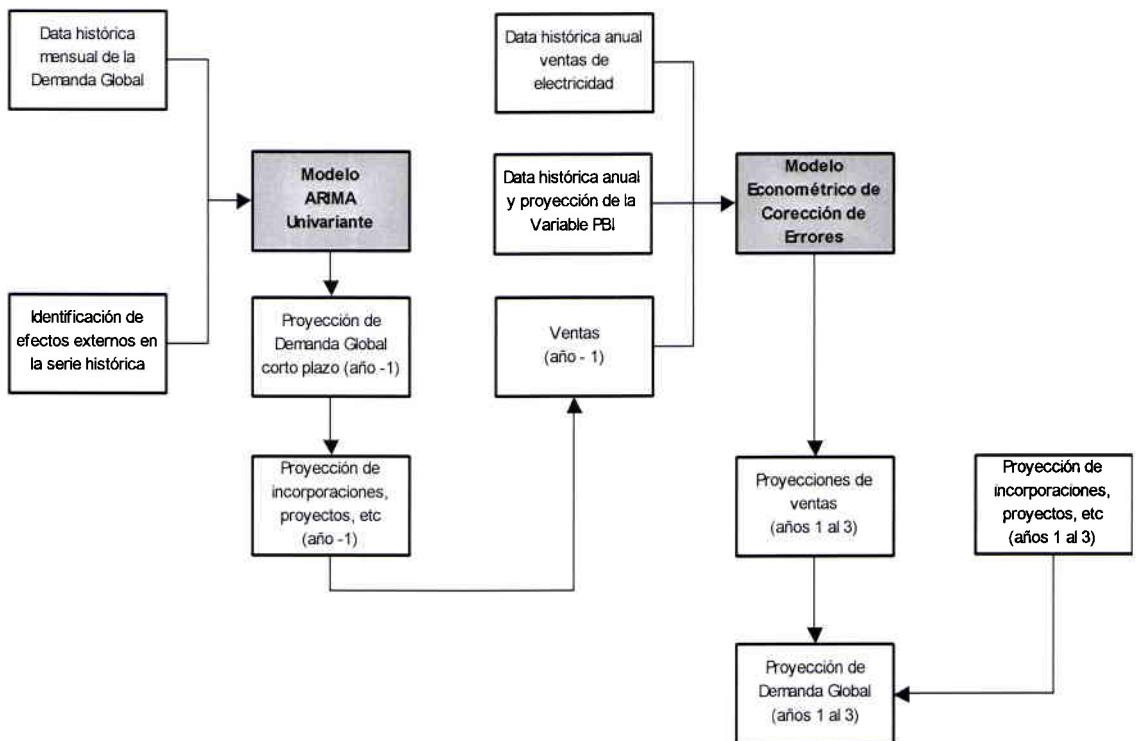 Data histórica
mensual de la
Demanda Global
Identificación de
efectos externos en
la serie histórica
Modelo
ARIMA
Univariante
Proyección de
Demanda Global
corto plazo (año -1)
Proyección de
incorporaciones,
proyectos, etc
(año -1)
Data histórica anual
ventas de
electricidad
Data histórica anual
y proyección de la
Variable PBI
Ventas
(año - 1)
Modelo
Econométrico de
Corección de
Errores
Proyecciones de
ventas
(años 1 al 3)
Proyección de
incorporaciones,
proyectos, etc
(años 1 al 3)
Proyección de
Demanda Global
(años 1 al 3)